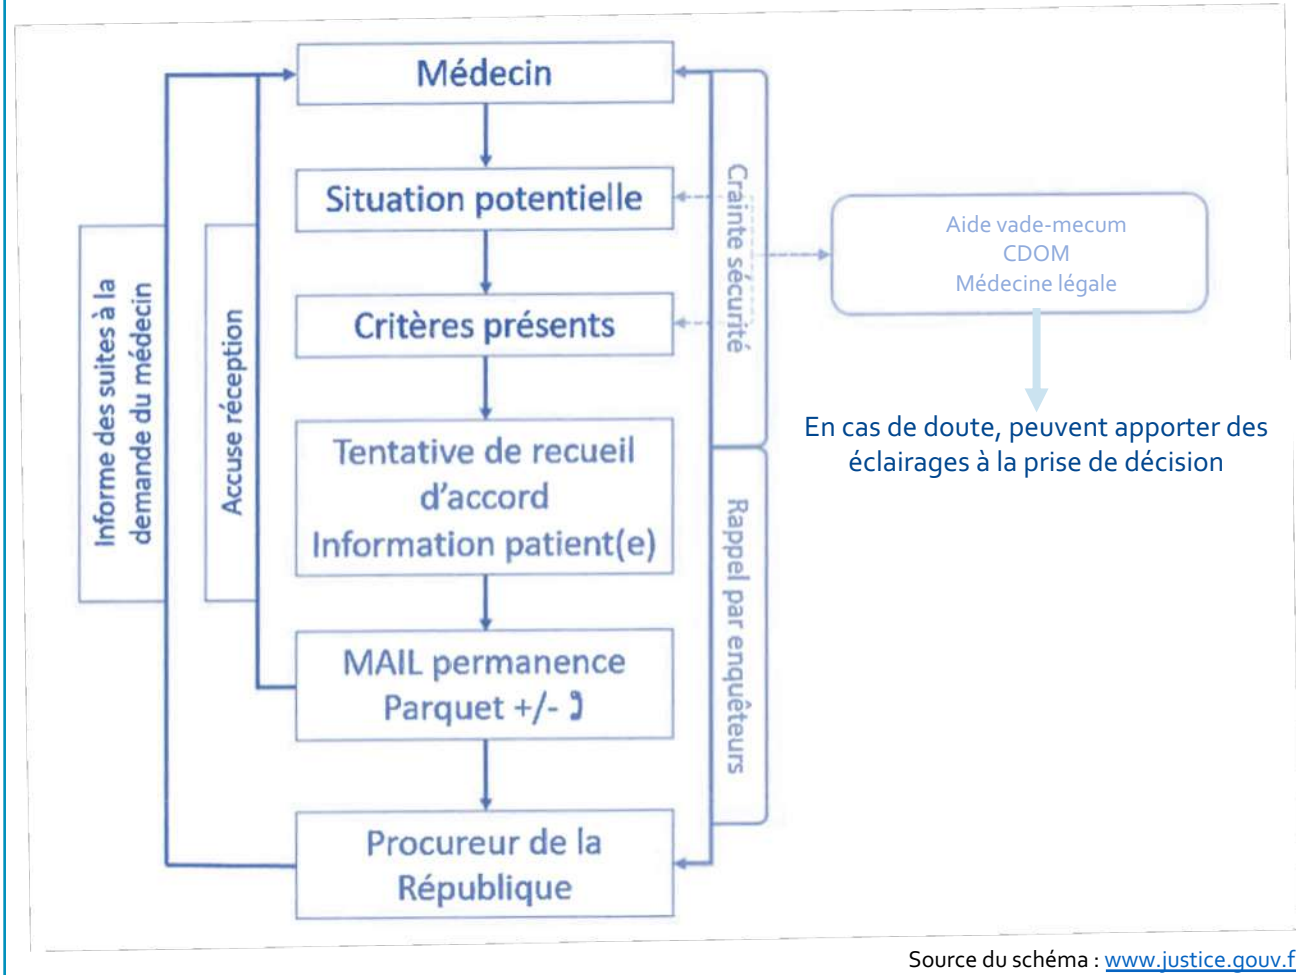 Médecin
Situation potentielle
Critères présents
Tentative de recueil
d'accord
Information patient(e)
MAIL permanence
Parquet +/-
Procureur de la
République
Informe des suites à la
demande du médecin
Accuse réception
Crainte sécurité
Rappel par enquêteurs
Aide vade-mecum
CDOM
Médecine légale
En cas de doute, peuvent apporter des
éclairages à la prise de décision
Source du schéma : www.justice.gouv.f